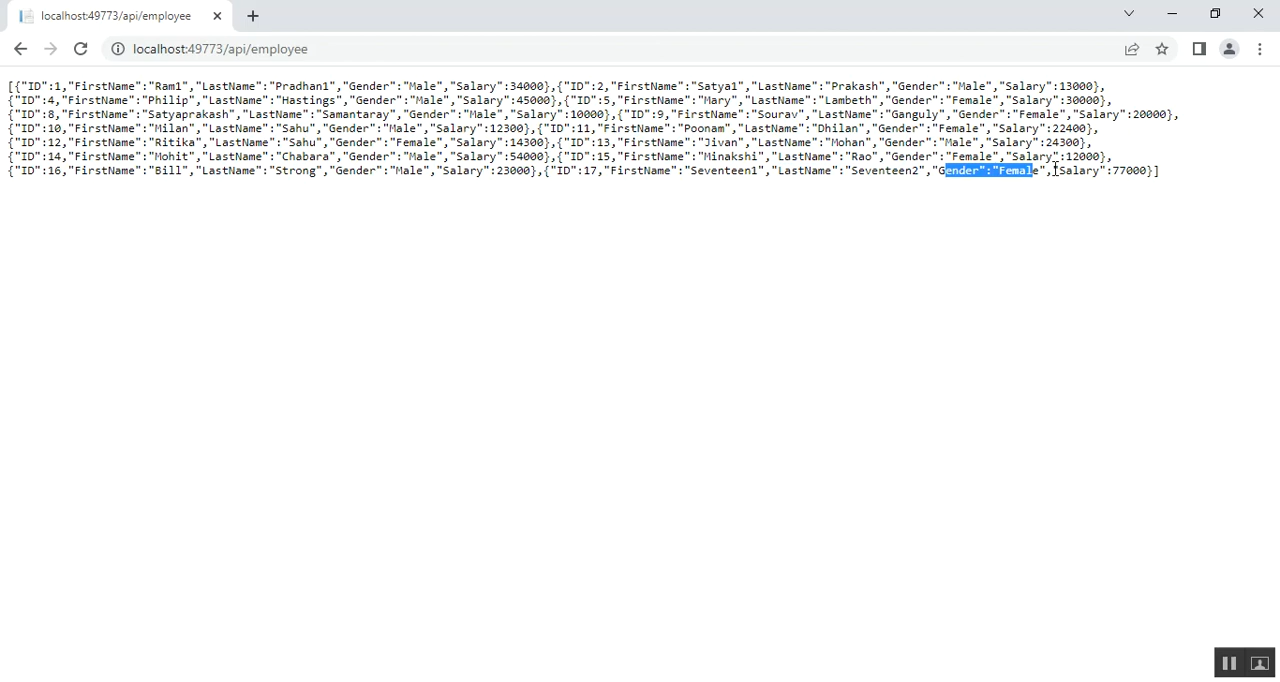 localhost:49773/api/employee
localhost:49773/api/employee
[{"ID":1,"FirstName":"Ram1","LastName":"Pradhan1","Gender":"Male","Salary":34000},{"ID":2,"FirstName":"Satya1","LastName":"Prakash","Gender":"Male","Salary":13000},
{"ID":4,"FirstName":"Philip","LastName":"Hastings","Gender":"Male","Salary":45000},{"ID":5,"FirstName":"Mary","LastName":"Lambeth","Gender":"Female","Salary":30000},
{"ID":8,"FirstName":"Satyaprakash","LastName":"Samantaray","Gender":"Male","Salary":10000},{"ID":9,"FirstName":"Sourav","LastName":"Ganguly","Gender":"Female","Salary":20000},
{"ID":10,"FirstName":"Milan","LastName":"Sahu","Gender":"Male","Salary":12300},{"ID":11,"FirstName":"Poonam","LastName":"Dhilan","Gender":"Female","Salary":22400},
{"ID":12,"FirstName":"Ritika","LastName":"Sahu","Gender":"Female","Salary":14300},{"ID":13,"FirstName":"Jivan","LastName":"Mohan","Gender":"Male","Salary":24300},
{"ID":14,"FirstName":"Mohit","LastName":"Chabara","Gender":"Male","Salary":54000},{"ID":15,"FirstName":"Minakshi","LastName":"Rao","Gender":"Female","Salary":12000},
{"ID":16,"FirstName":"Bill","LastName":"Strong","Gender":"Male","Salary":23000},{"ID":17,"FirstName":"Seventeen1","LastName":"Seventeen2","Gender":"Female","Salary":77000}]